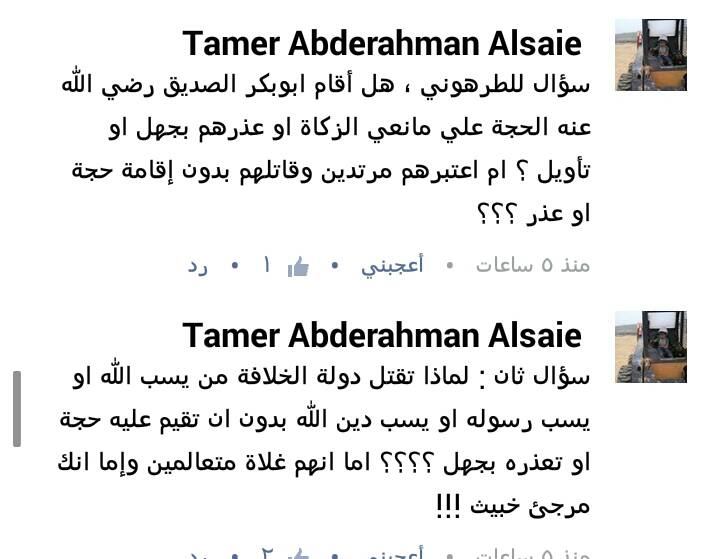 Tamer Abderahman Alsaie
سؤال للطرهوني ، هل أقام ابوبكر الصديق رضي الله
عنه الحجة علي مانعي الزكاة او عذرهم بجهل او
تأويل ؟ ام اعتبرهم مرتدين وقاتلهم بدون إقامة حجة
او عذر ؟؟؟
منذ ٥ ساعات • أعجبني • ١ • رد
Tamer Abderahman Alsaie
سؤال ثان : لماذا تقتل دولة الخلافة من يسب الله او
يسب رسوله او يسب دين الله بدون ان تقيم عليه حجة
او تعذره بجهل ؟؟؟؟ اما انهم غلاة متعالمين وإما انك
مرجئ خبيث !!!
منذ ٥ ساعات • أعجبني • ٢ • رد